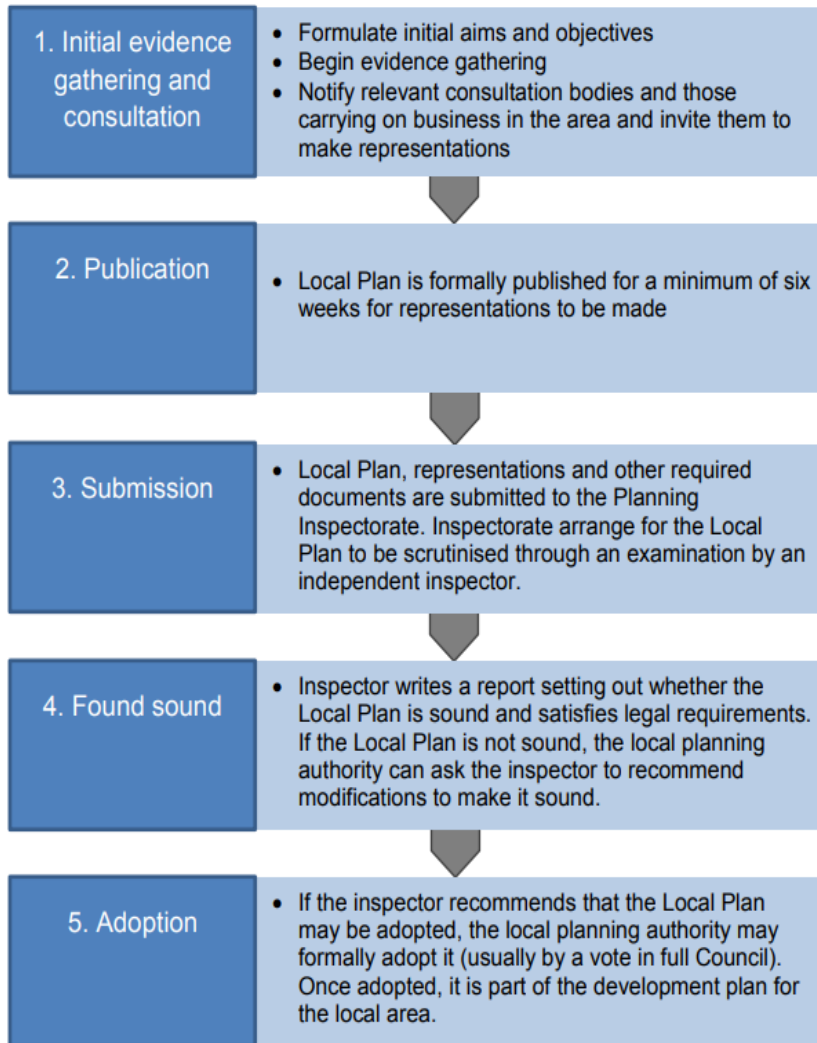 1. Initial evidence
gathering and
consultation
• Formulate initial aims and objectives
• Begin evidence gathering
• Notify relevant consultation bodies and those
carrying on business in the area and invite them to
make representations
2. Publication
• Local Plan is formally published for a minimum of six
weeks for representations to be made
3. Submission
• Local Plan, representations and other required
documents are submitted to the Planning
Inspectorate. Inspectorate arrange for the Local
Plan to be scrutinised through an examination by an
independent inspector.
4. Found sound
• Inspector writes a report setting out whether the
Local Plan is sound and satisfies legal requirements.
If the Local Plan is not sound, the local planning
authority can ask the inspector to recommend
modifications to make it sound.
5. Adoption
• If the inspector recommends that the Local Plan
may be adopted, the local planning authority may
formally adopt it (usually by a vote in full Council).
Once adopted, it is part of the development plan for
the local area.